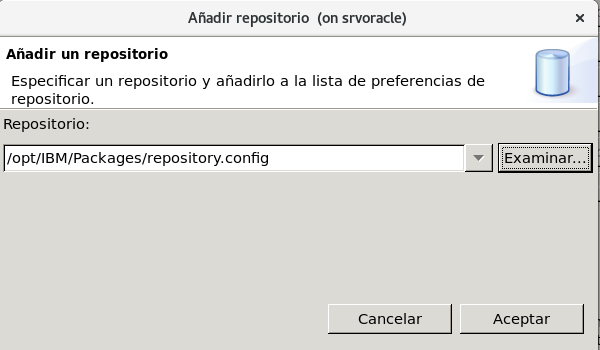 Añadir repositorio (on srvoracle)
Añadir un repositorio
Especificar un repositorio y añadirlo a la lista de preferencias de
repositorio.
Repositorio:
/opt/IBM/Packages/repository.config
Examinar...
Cancelar
Aceptar